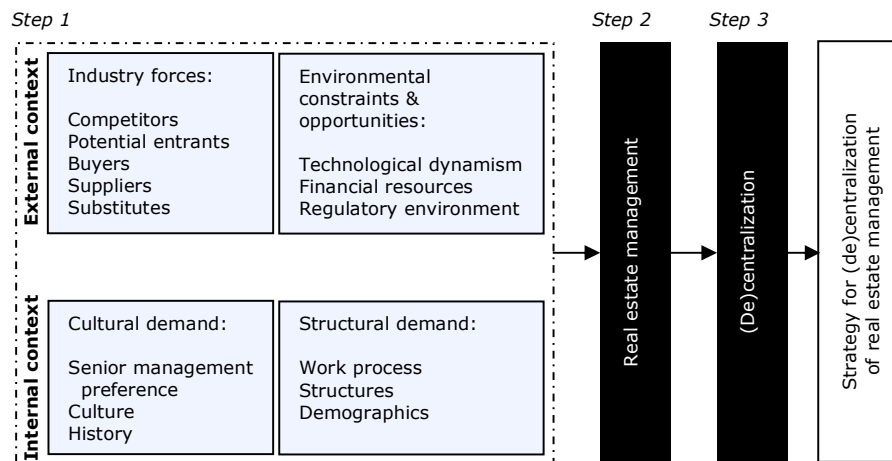 Step 1
Step 2
Step 3
External context
Industry forces:
Competitors
Potential entrants
Buyers
Suppliers
Substitutes
Environmental
constraints &
opportunities:
Technological dynamism
Financial resources
Regulatory environment
Internal context
Cultural demand:
Senior management
preference
Culture
History
Structural demand:
Work process
Structures
Demographics
Real estate management
(De)centralization
Strategy for (de)centralization
of real estate management